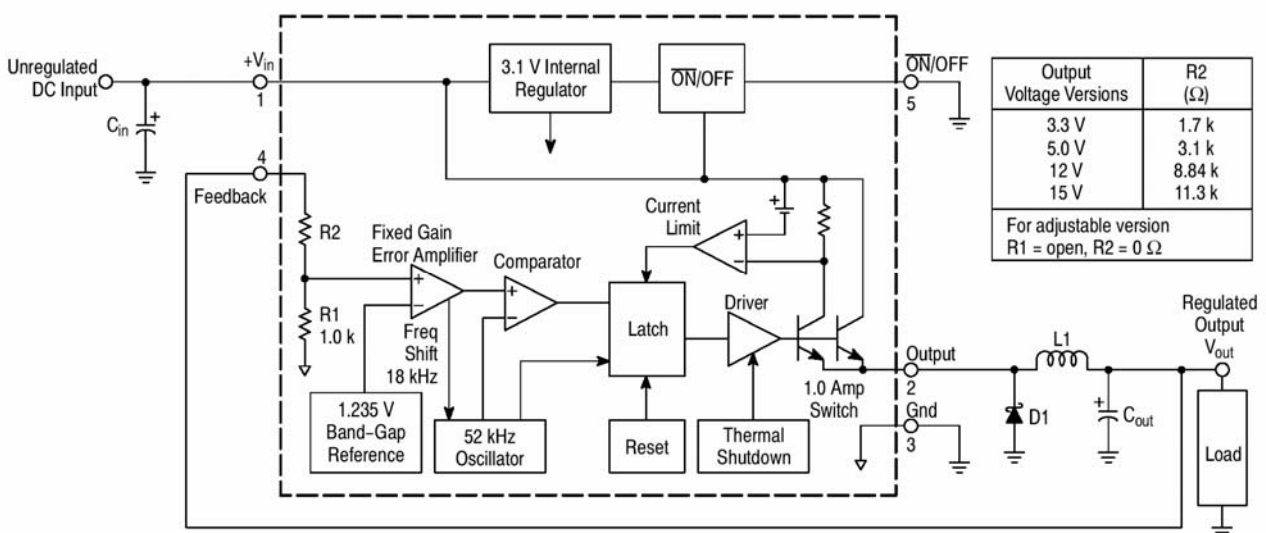 Unregulated
DC Input
Cin
+
+Vin
1
4
Feedback
3.1 V Internal
Regulator
ON/OFF
ON/OFF
5
Output
Voltage Versions
R2
(Ω)
3.3 V
1.7 k
5.0 V
3.1 k
12 V
8.84 k
15 V
11.3 k
For adjustable version
R1 = open, R2 = 0 Ω
R2
R1
1.0 k
Fixed Gain
Error Amplifier
+
−
Freq
Shift
18 kHz
Comparator
+
−
Current
Limit
+
−
+
Latch
Driver
1.0 Amp
Switch
1.235 V
Band−Gap
Reference
52 kHz
Oscillator
Reset
Thermal
Shutdown
Output
2
Gnd
3
D1
L1
+
Cout
Regulated
Output
Vout
Load